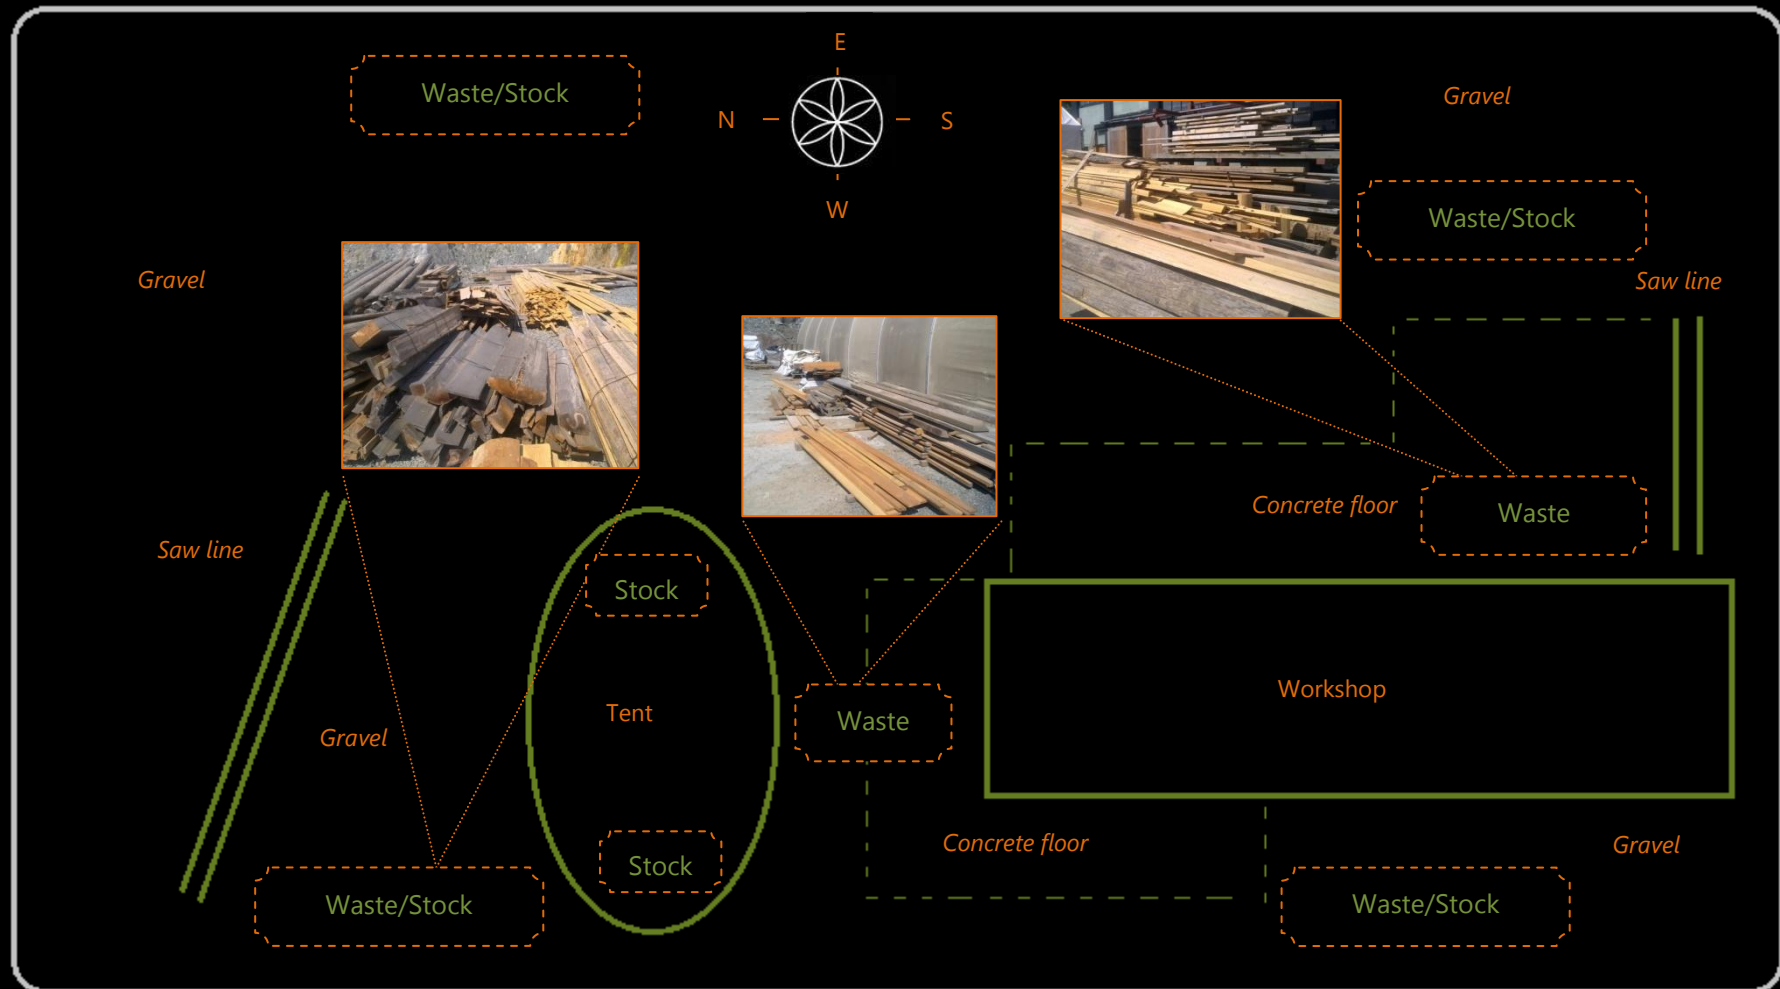 E
Waste/Stock
Gravel
N
S
W
Waste/Stock
Gravel
Saw line
Concrete floor
Waste
Saw line
Stock
Workshop
Tent
Waste
Gravel
Concrete floor
Gravel
Stock
Waste/Stock
Waste/Stock